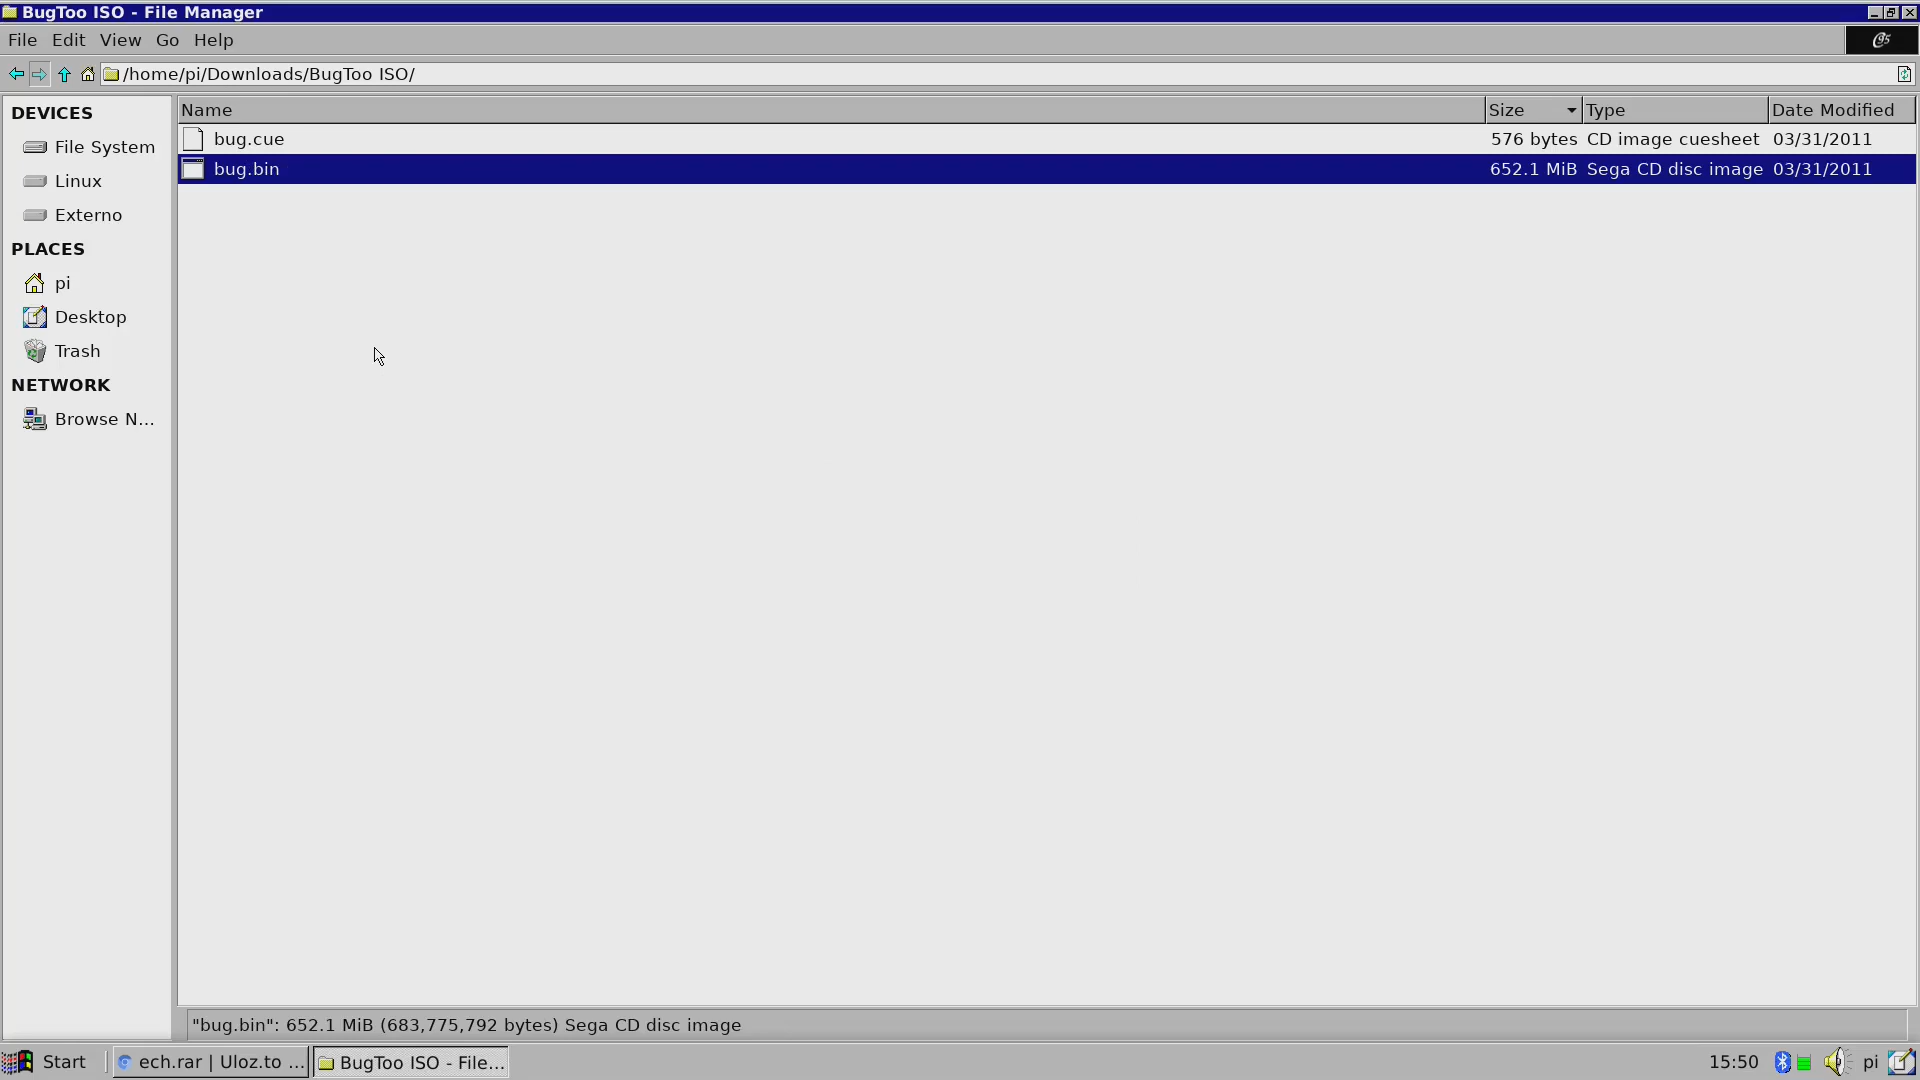 BugToo ISO - File Manager
File Edit View Go Help
/home/pi/Downloads/BugToo ISO/
DEVICES
File System
Linux
Externo
PLACES
pi
Desktop
Trash
NETWORK
Browse N...
Name Size Type Date Modified
bug.cue 576 bytes CD image cuesheet 03/31/2011
bug.bin 652.1 MiB Sega CD disc image 03/31/2011
"bug.bin": 652.1 MiB (683,775,792 bytes) Sega CD disc image
Start ech.rar | Uloz.to ... BugToo ISO - File... 15:50 pi